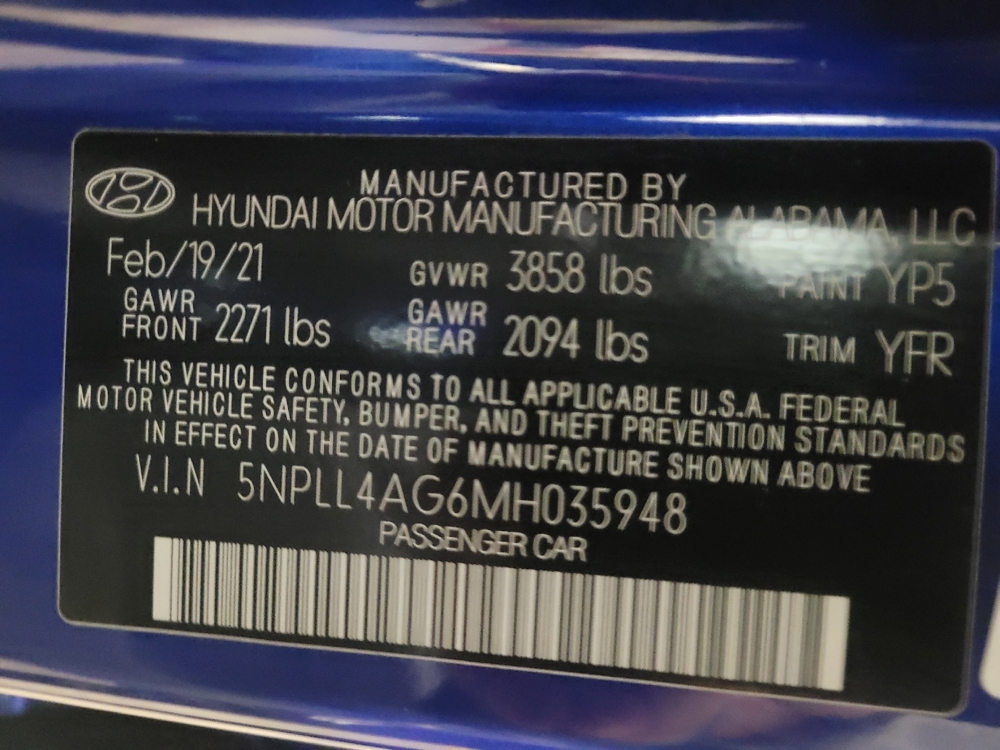 MANUFACTURED BY
HYUNDAI MOTOR MANUFACTURING ALABAMA, LLC
Feb/19/21 GVWR 3858 lbs PAINT YP5
GAWR FRONT 2271 lbs GAWR REAR 2094 lbs TRIM YFR
THIS VEHICLE CONFORMS TO ALL APPLICABLE U.S.A. FEDERAL
MOTOR VEHICLE SAFETY, BUMPER, AND THEFT PREVENTION STANDARDS
IN EFFECT ON THE DATE OF MANUFACTURE SHOWN ABOVE
V.I.N 5NPLL4AG6MH035948
PASSENGER CAR